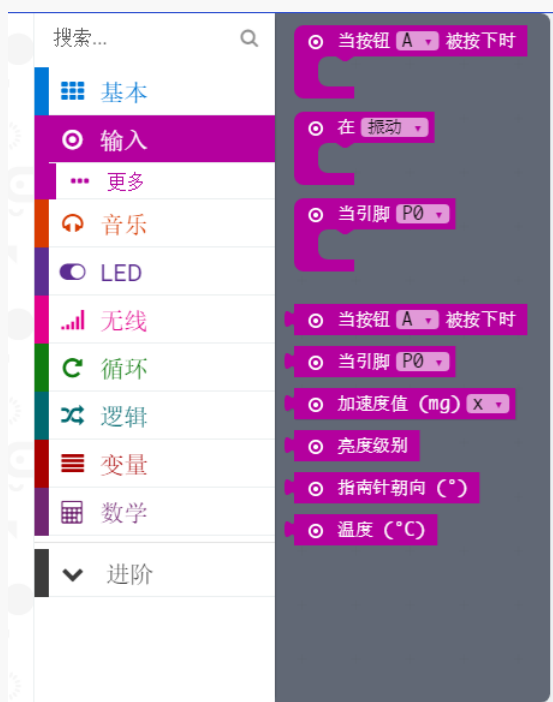 搜索...
基本
输入
更多
音乐
LED
无线
循环
逻辑
变量
数学
进阶
当按钮 A 被按下时
在 振动
当引脚 P0
当按钮 A 被按下时
当引脚 P0
加速度值 (mg) x
亮度级别
指南针朝向 (°)
温度 (°C)